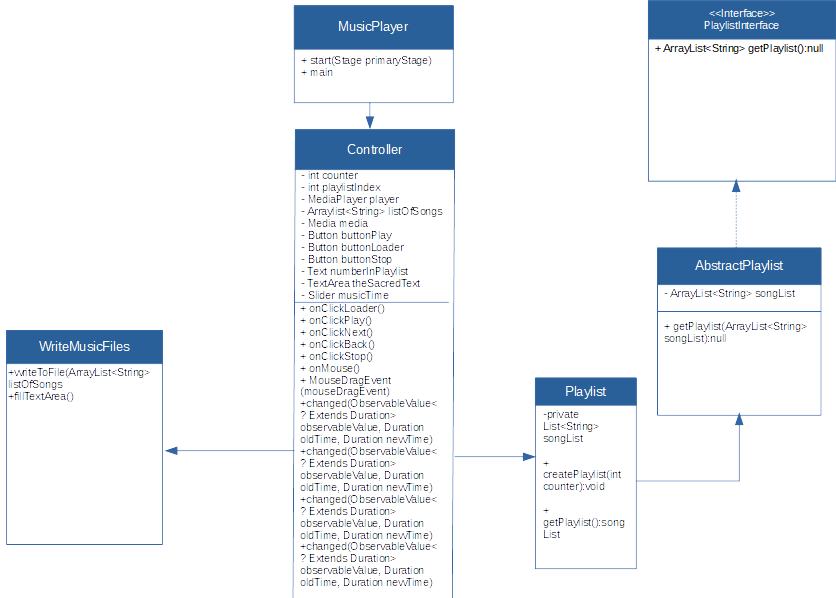 MusicPlayer
+ start(Stage primaryStage)
+ main
<<Interface>>
PlaylistInterface
+ ArrayList<String> getPlaylist():null
Controller
- int counter
- int playlistIndex
- MediaPlayer player
- Arraylist<String> listOfSongs
- Media media
- Button buttonPlay
- Button buttonLoader
- Button buttonStop
- Text numberInPlaylist
- TextArea theSacredText
- Slider musicTime
+ onClickLoader()
+ onClickPlay()
+ onClickNext()
+ onClickBack()
+ onClickStop()
+ onMouse()
+ MouseDragEvent
(mouseDragEvent)
+changed(ObservableValue<
? Extends Duration>
observableValue, Duration
oldTime, Duration newTime)
+changed(ObservableValue<
? Extends Duration>
observableValue, Duration
oldTime, Duration newTime)
+changed(ObservableValue<
? Extends Duration>
observableValue, Duration
oldTime, Duration newTime)
+changed(ObservableValue<
? Extends Duration>
observableValue, Duration
oldTime, Duration newTime)
AbstractPlaylist
- ArrayList<String> songList
+ getPlaylist(ArrayList<String>
songList):null
WriteMusicFiles
+writeToFile(ArrayList<String>
listOfSongs
+fillTextArea()
Playlist
-private
List<String>
songList
+
createPlaylist(int
counter):void
+
getPlaylist():song
List